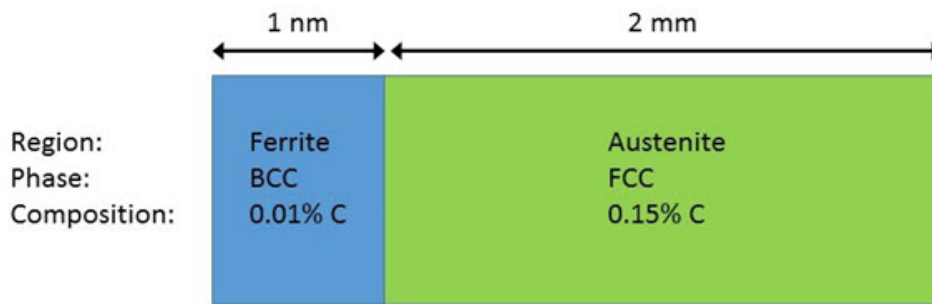 1 nm 2 mm
Region: Ferrite Austenite
Phase: BCC FCC
Composition: 0.01% C 0.15% C